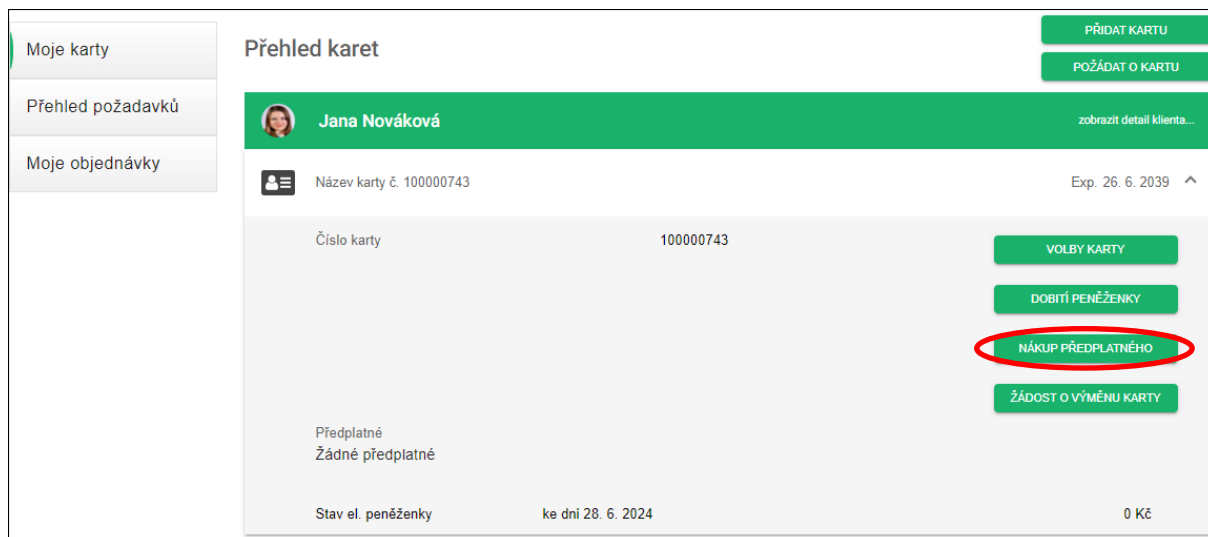 Moje karty
Přehled požadavků
Moje objednávky
Přehled karet
PŘIDAT KARTU
POŽÁDAT O KARTU
Jana Nováková zobrazit detail klienta...
Název karty č. 100000743 Exp. 26. 6. 2039
Číslo karty 100000743
VOLBY KARTY
DOBITÍ PENĚŽENKY
NÁKUP PŘEDPLATNÉHO
ŽÁDOST O VÝMĚNU KARTY
Předplatné
Žádné předplatné
Stav el. peněženky ke dni 28. 6. 2024 0 Kč